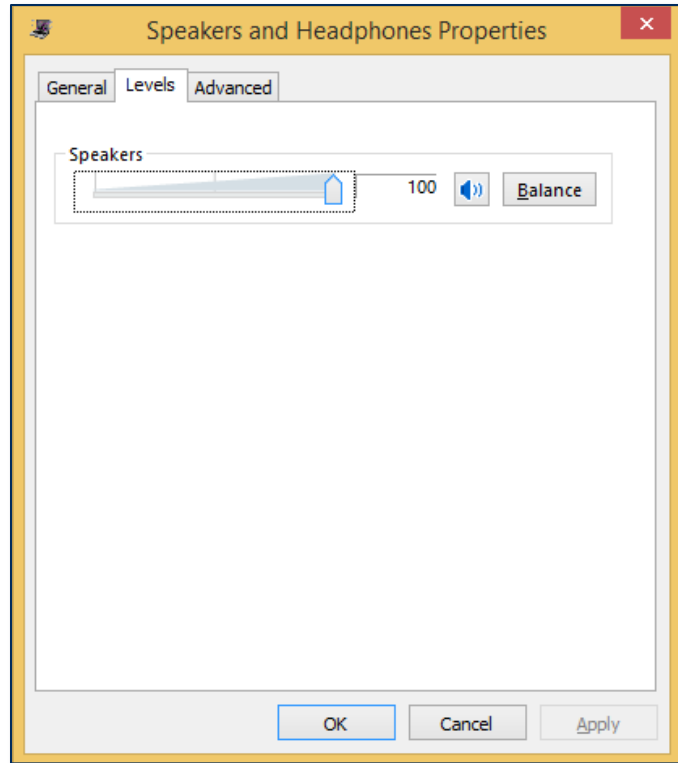 Speakers and Headphones Properties
General Levels Advanced
Speakers
100 Balance
OK Cancel Apply